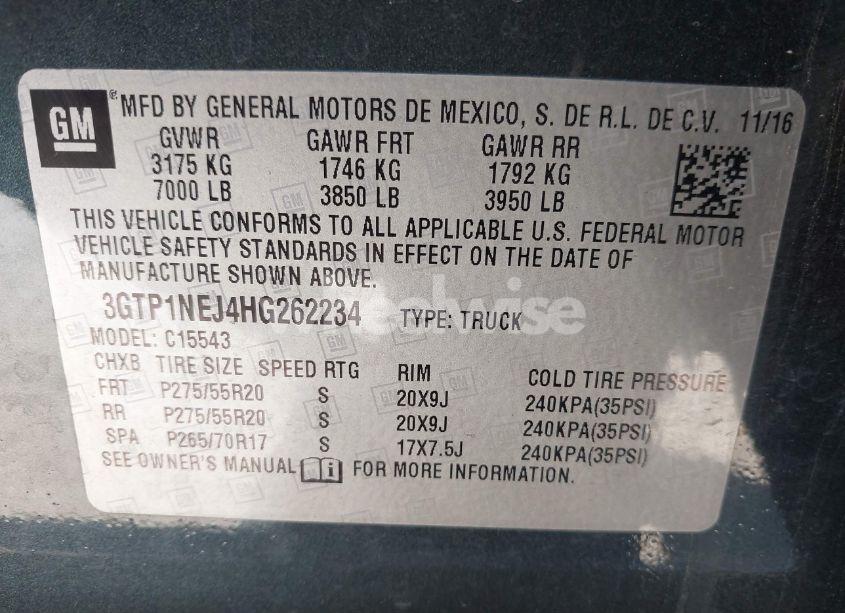 GM
MFD BY GENERAL MOTORS DE MEXICO, S. DE R.L. DE C.V. 11/16
GVWR GAWR FRT GAWR RR
3175 KG 1746 KG 1792 KG
7000 LB 3850 LB 3950 LB
THIS VEHICLE CONFORMS TO ALL APPLICABLE U.S. FEDERAL MOTOR
VEHICLE SAFETY STANDARDS IN EFFECT ON THE DATE OF
MANUFACTURE SHOWN ABOVE.
3GTP1NEJ4HG262234 TYPE: TRUCK
MODEL: C15543
CHXB TIRE SIZE SPEED RTG RIM COLD TIRE PRESSURE
FRT P275/55R20 S 20X9J 240KPA(35PSI)
RR P275/55R20 S 20X9J 240KPA(35PSI)
SPA P265/70R17 S 17X7.5J 240KPA(35PSI)
SEE OWNER'S MANUAL i FOR MORE INFORMATION.